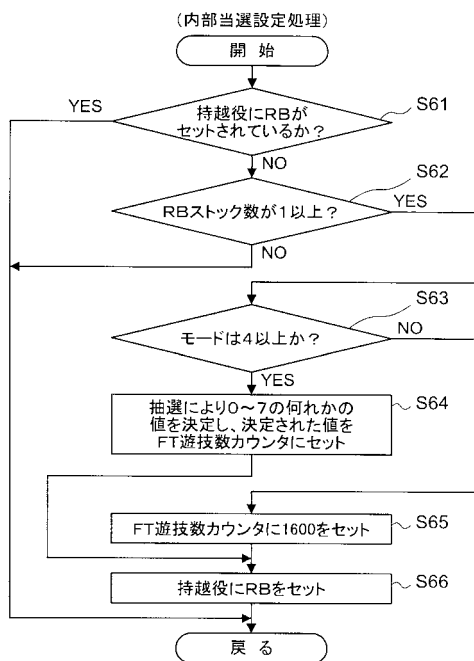 (内部当選設定処理)
開 始
持越役にRBが
セットされているか?
YES
S61
NO
RBストック数が1以上?
S62
YES
NO
モードは4以上か?
S63
NO
YES
抽選により0~7の何れかの
値を決定し、決定された値を
FT遊技数カウンタにセット
S64
FT遊技数カウンタに1600をセット
S65
持越役にRBをセット
S66
戻 る